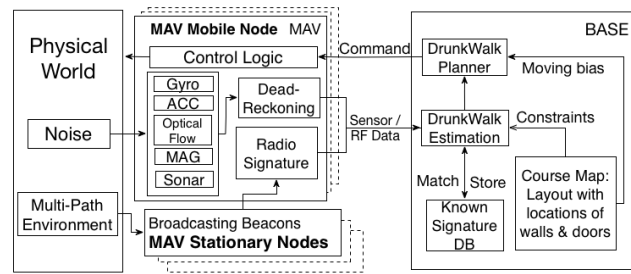 Physical
World
Noise
Multi-Path
Environment
MAV Mobile Node
MAV
Control Logic
Gyro
ACC
Optical
Flow
MAG
Sonar
Dead-
Reckoning
Radio
Signature
Broadcasting Beacons
MAV Stationary Nodes
Command
Sensor /
RF Data
BASE
DrunkWalk
Planner
Moving bias
DrunkWalk
Estimation
Constraints
Match
Store
Known
Signature
DB
Course Map:
Layout with
locations of
walls & doors